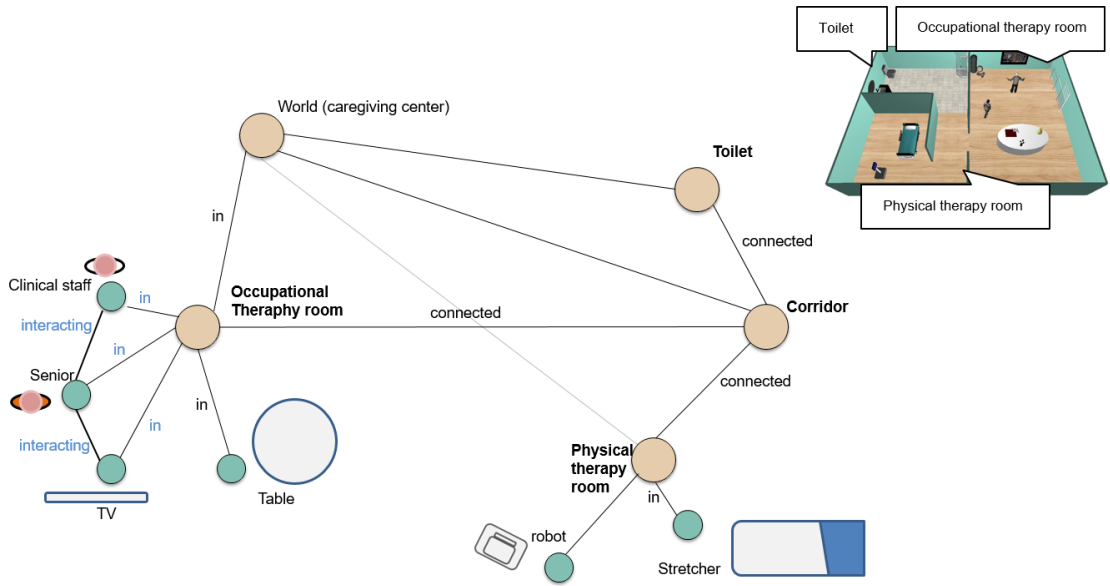 Toilet
Occupational therapy room
World (caregiving center)
Toilet
Physical therapy room
in
connected
Clinical staff
in
Occupational
Theraphy room
connected
Corridor
interacting
in
Senior
connected
in
in
interacting
Physical
therapy
room
in
Table
TV
robot
Stretcher